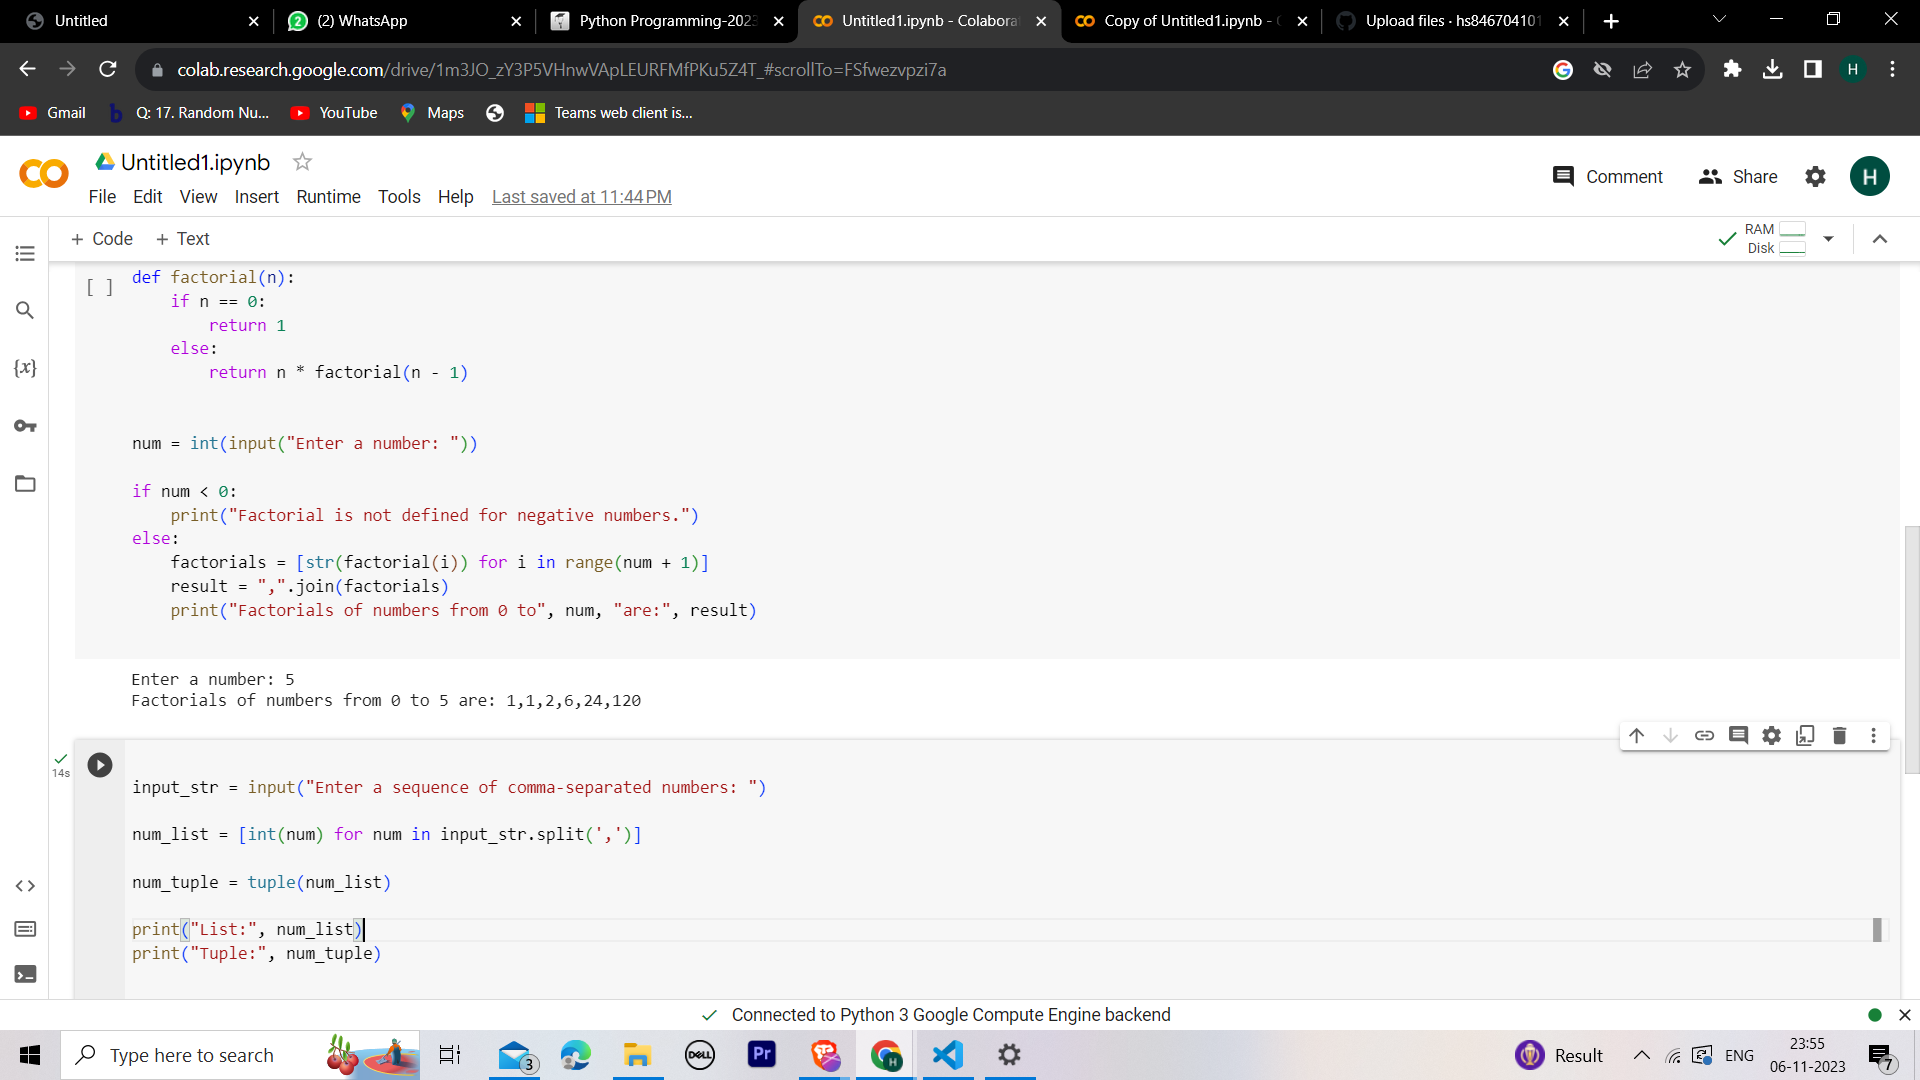 Untitled
(2) WhatsApp
Python Programming-2023
Untitled1.ipynb - Colabora
Copy of Untitled1.ipynb -
Upload files · hs846704101
colab.research.google.com/drive/1m3JO_zY3P5VHnwVApLEURFMfPKu5Z4T_#scrollTo=FSfwezvpzi7a
H
Gmail
Q: 17. Random Nu...
YouTube
Maps
Teams web client is...
Untitled1.ipynb
Comment
Share
H
File Edit View Insert Runtime Tools Help Last saved at 11:44 PM
+ Code + Text
RAM
Disk
[ ]
def factorial(n):
if n == 0:
return 1
else:
return n * factorial(n - 1)
num = int(input("Enter a number: "))
if num < 0:
print("Factorial is not defined for negative numbers.")
else:
factorials = [str(factorial(i)) for i in range(num + 1)]
result = ",".join(factorials)
print("Factorials of numbers from 0 to", num, "are:", result)
Enter a number: 5
Factorials of numbers from 0 to 5 are: 1,1,2,6,24,120
14s
input_str = input("Enter a sequence of comma-separated numbers: ")
num_list = [int(num) for num in input_str.split(',')]
num_tuple = tuple(num_list)
print("List:", num_list)
print("Tuple:", num_tuple)
{x}
Connected to Python 3 Google Compute Engine backend
Type here to search
3
DELL
Pr
H
Result
ENG
23:55
06-11-2023
7